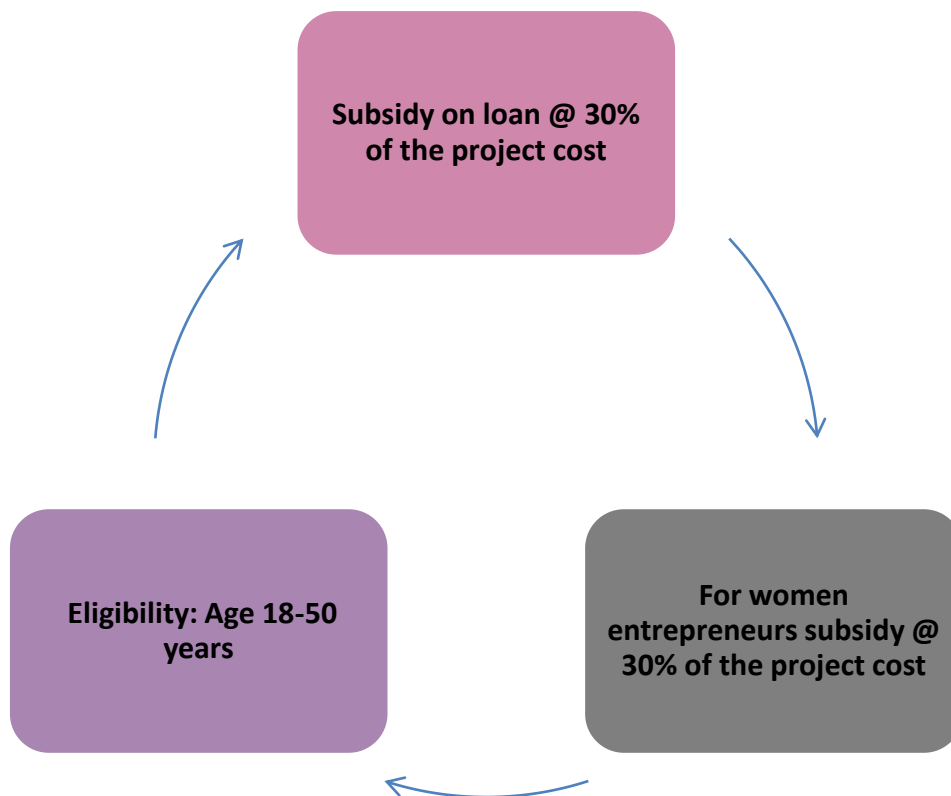 Subsidy on loan @ 30%
of the project cost
For women
entrepreneurs subsidy @
30% of the project cost
Eligibility: Age 18-50
years